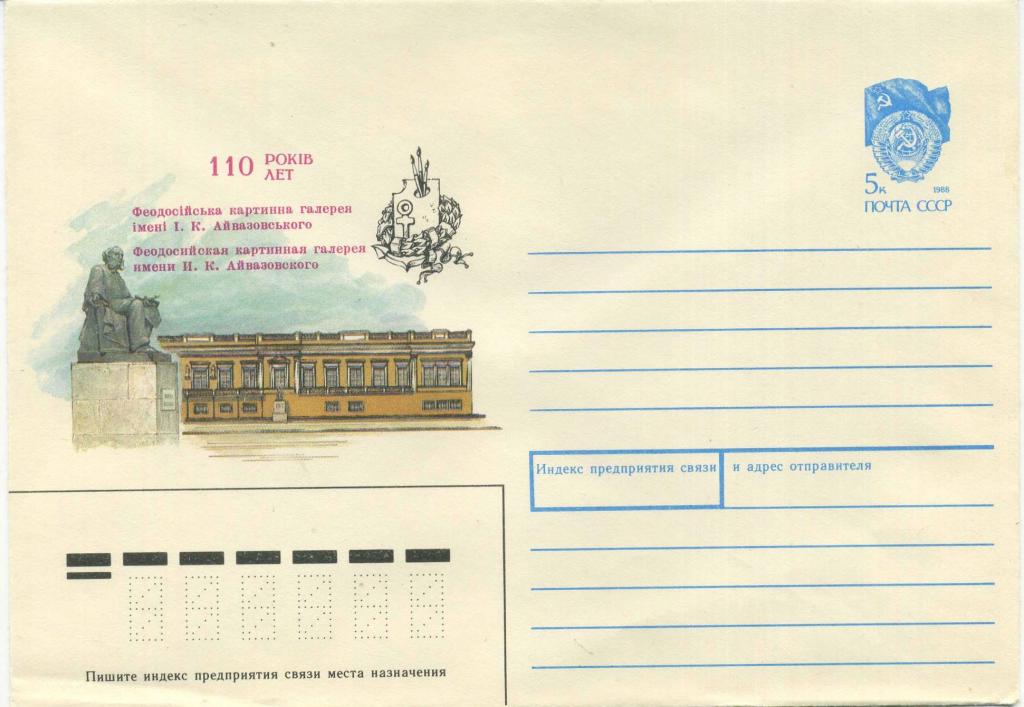 110 РОКІВ
ЛЕТ
Феодосійська картинна галерея
імені І. К. Айвазовського
Феодосийская картинная галерея
имени И. К. Айвазовского
5к
1988
ПОЧТА СССР
Индекс предприятия связи и адрес отправителя
Пишите индекс предприятия связи места назначения